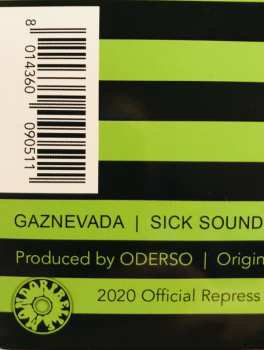 8 014360 090511
GAZNEVADA | SICK SOUND
Produced by ODERSO | Origin
2020 Official Repress